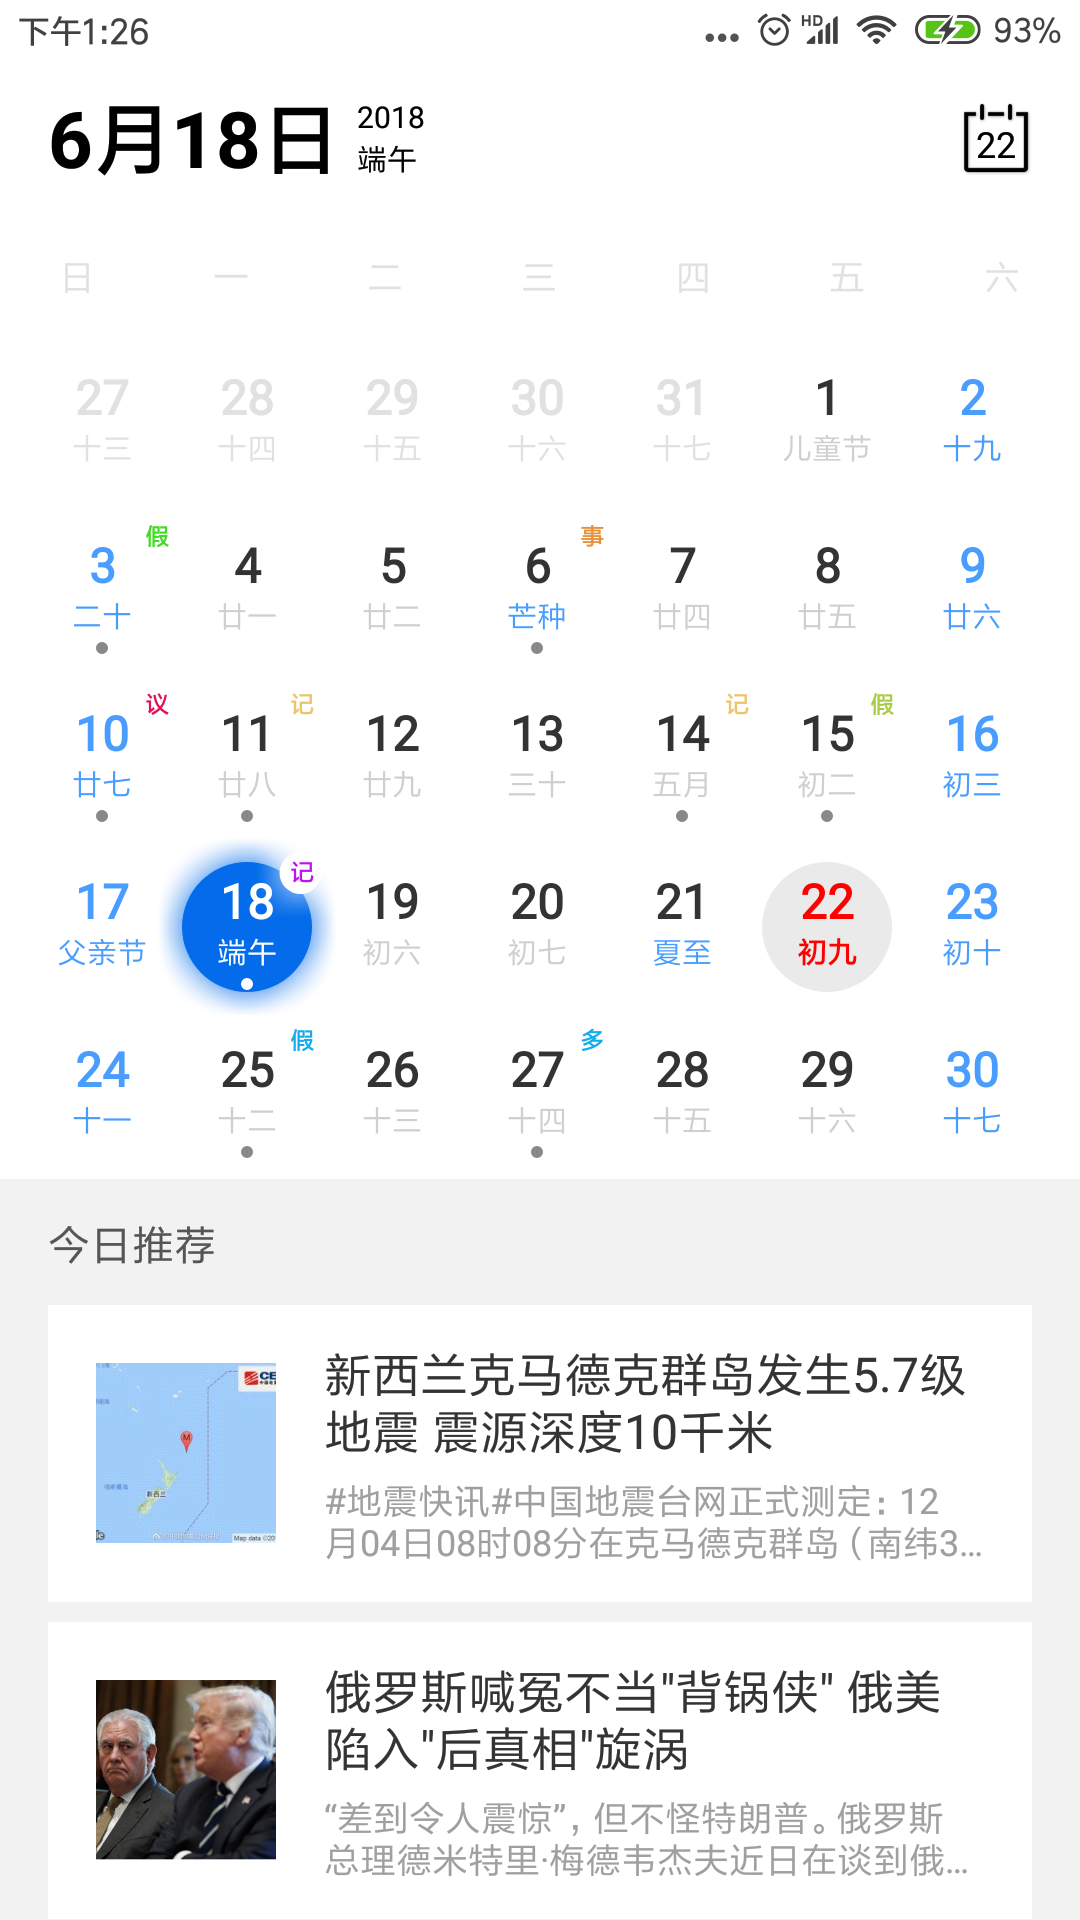 下午1:26 ... HD 93%
6月18日 2018 端午 22
日 一 二 三 四 五 六
27 28 29 30 31 1 2
十三 十四 十五 十六 十七 儿童节 十九
假 事
3 4 5 6 7 8 9
二十 廿一 廿二 芒种 廿四 廿五 廿六
议 记 记 假
10 11 12 13 14 15 16
廿七 廿八 廿九 三十 五月 初二 初三
记
17 18 19 20 21 22 23
父亲节 端午 初六 初七 夏至 初九 初十
假 多
24 25 26 27 28 29 30
十一 十二 十三 十四 十五 十六 十七
今日推荐
新西兰克马德克群岛发生5.7级
地震 震源深度10千米
#地震快讯#中国地震台网正式测定：12
月04日08时08分在克马德克群岛（南纬3...
新西兰
M
Map data ©20
俄罗斯喊冤不当"背锅侠" 俄美
陷入"后真相"旋涡
“差到令人震惊”，但不怪特朗普。俄罗斯
总理德米特里·梅德韦杰夫近日在谈到俄...